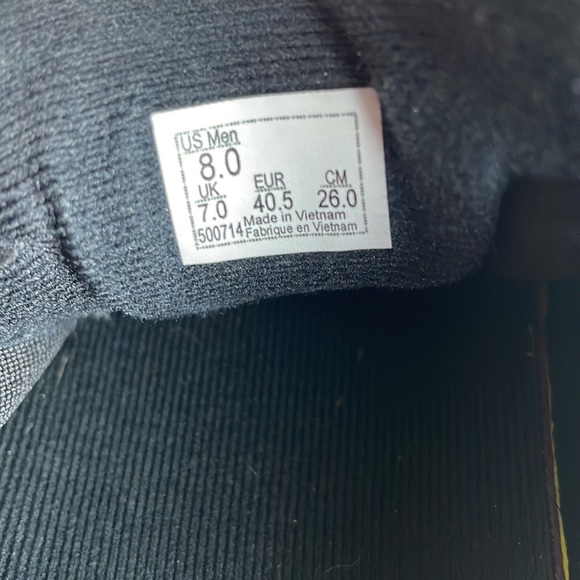 US Men
8.0
UK EUR CM
7.0 40.5 26.0
Made in Vietnam
500714 Fabrique en Vietnam